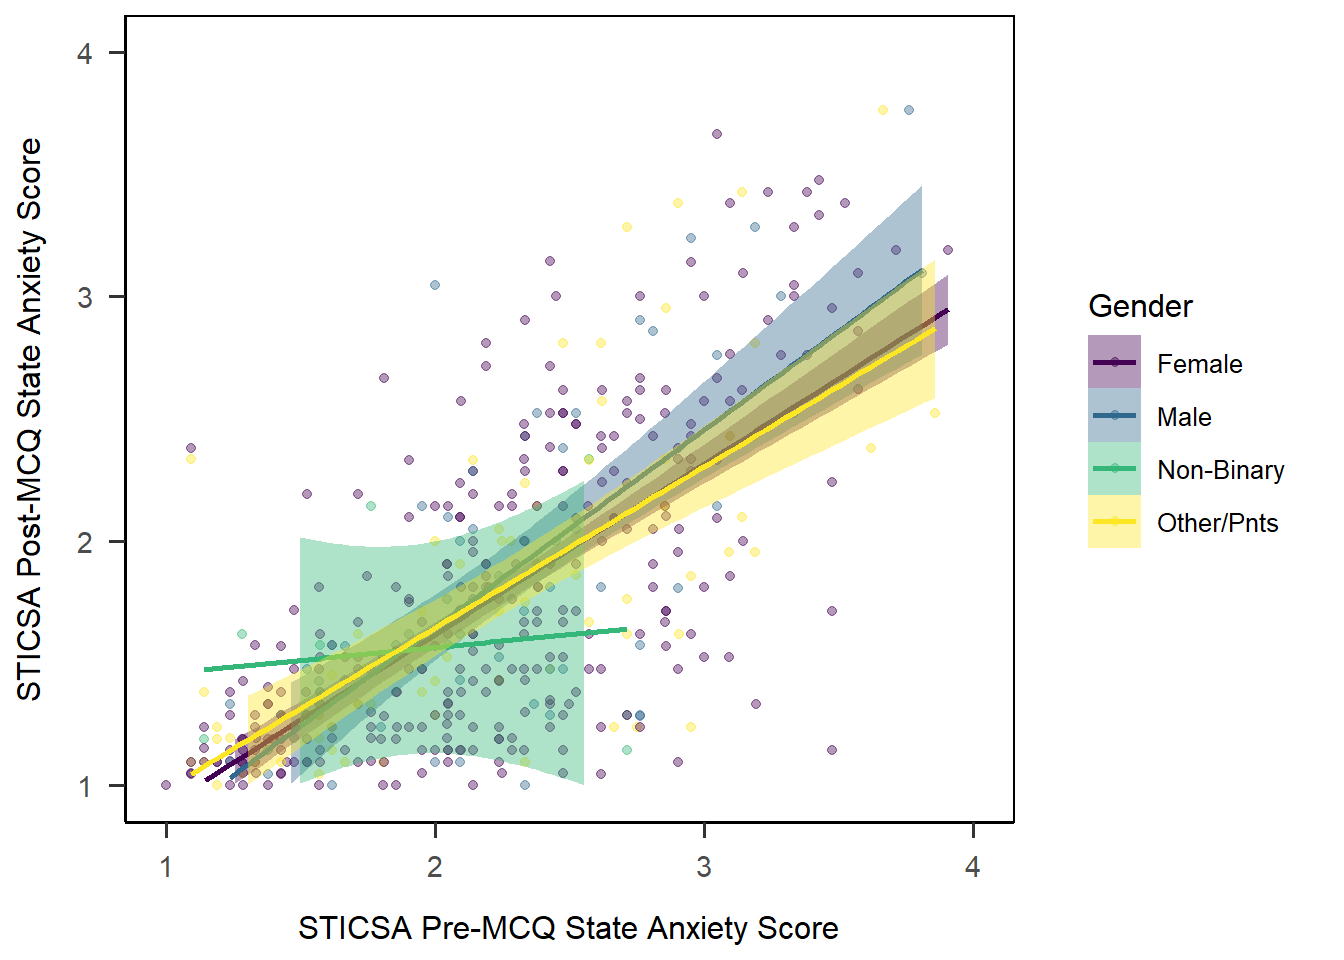 4
3
2
1
STICSA Post-MCQ State Anxiety Score
1
2
3
4
STICSA Pre-MCQ State Anxiety Score
Gender
Female
Male
Non-Binary
Other/Pnts